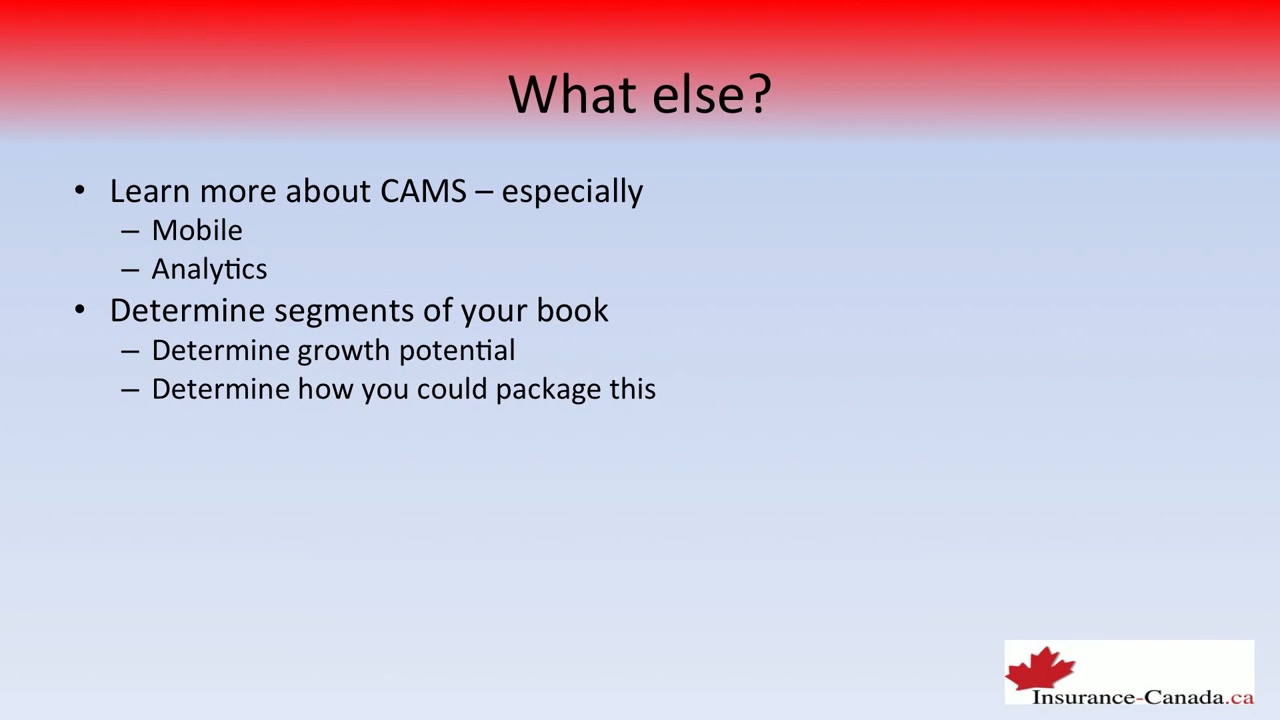 What else?
• Learn more about CAMS – especially
– Mobile
– Analytics
• Determine segments of your book
– Determine growth potential
– Determine how you could package this
Insurance-Canada.ca